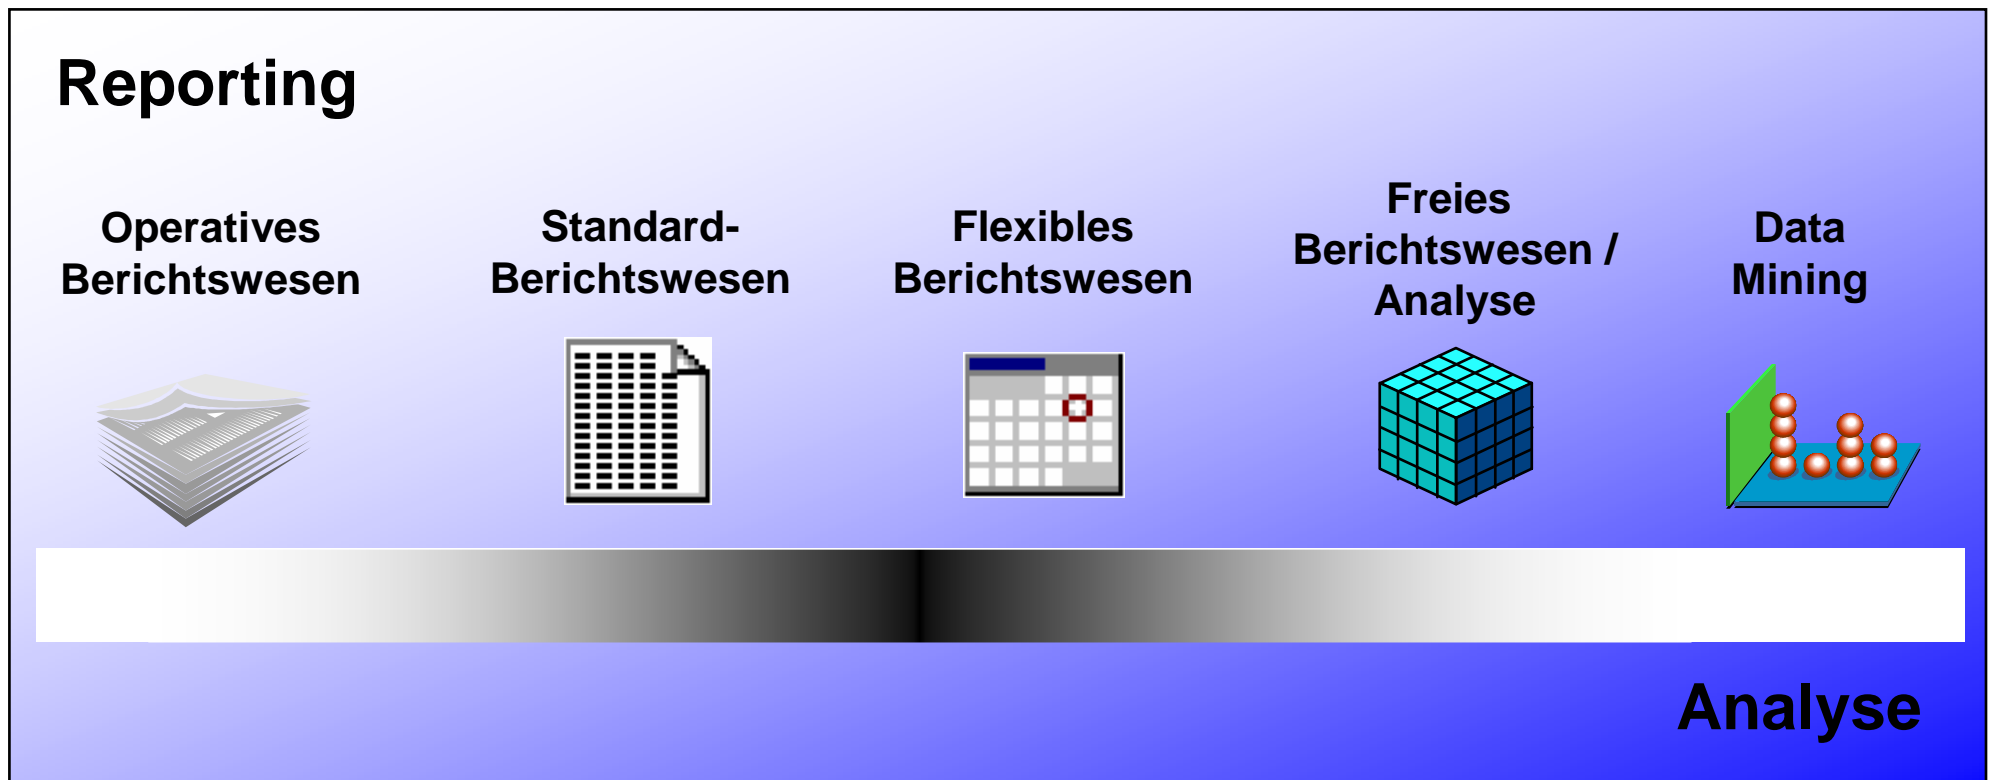 Reporting
Operatives
Berichtswesen
Standard-
Berichtswesen
Flexibles
Berichtswesen
Freies
Berichtswesen /
Analyse
Data
Mining
Analyse